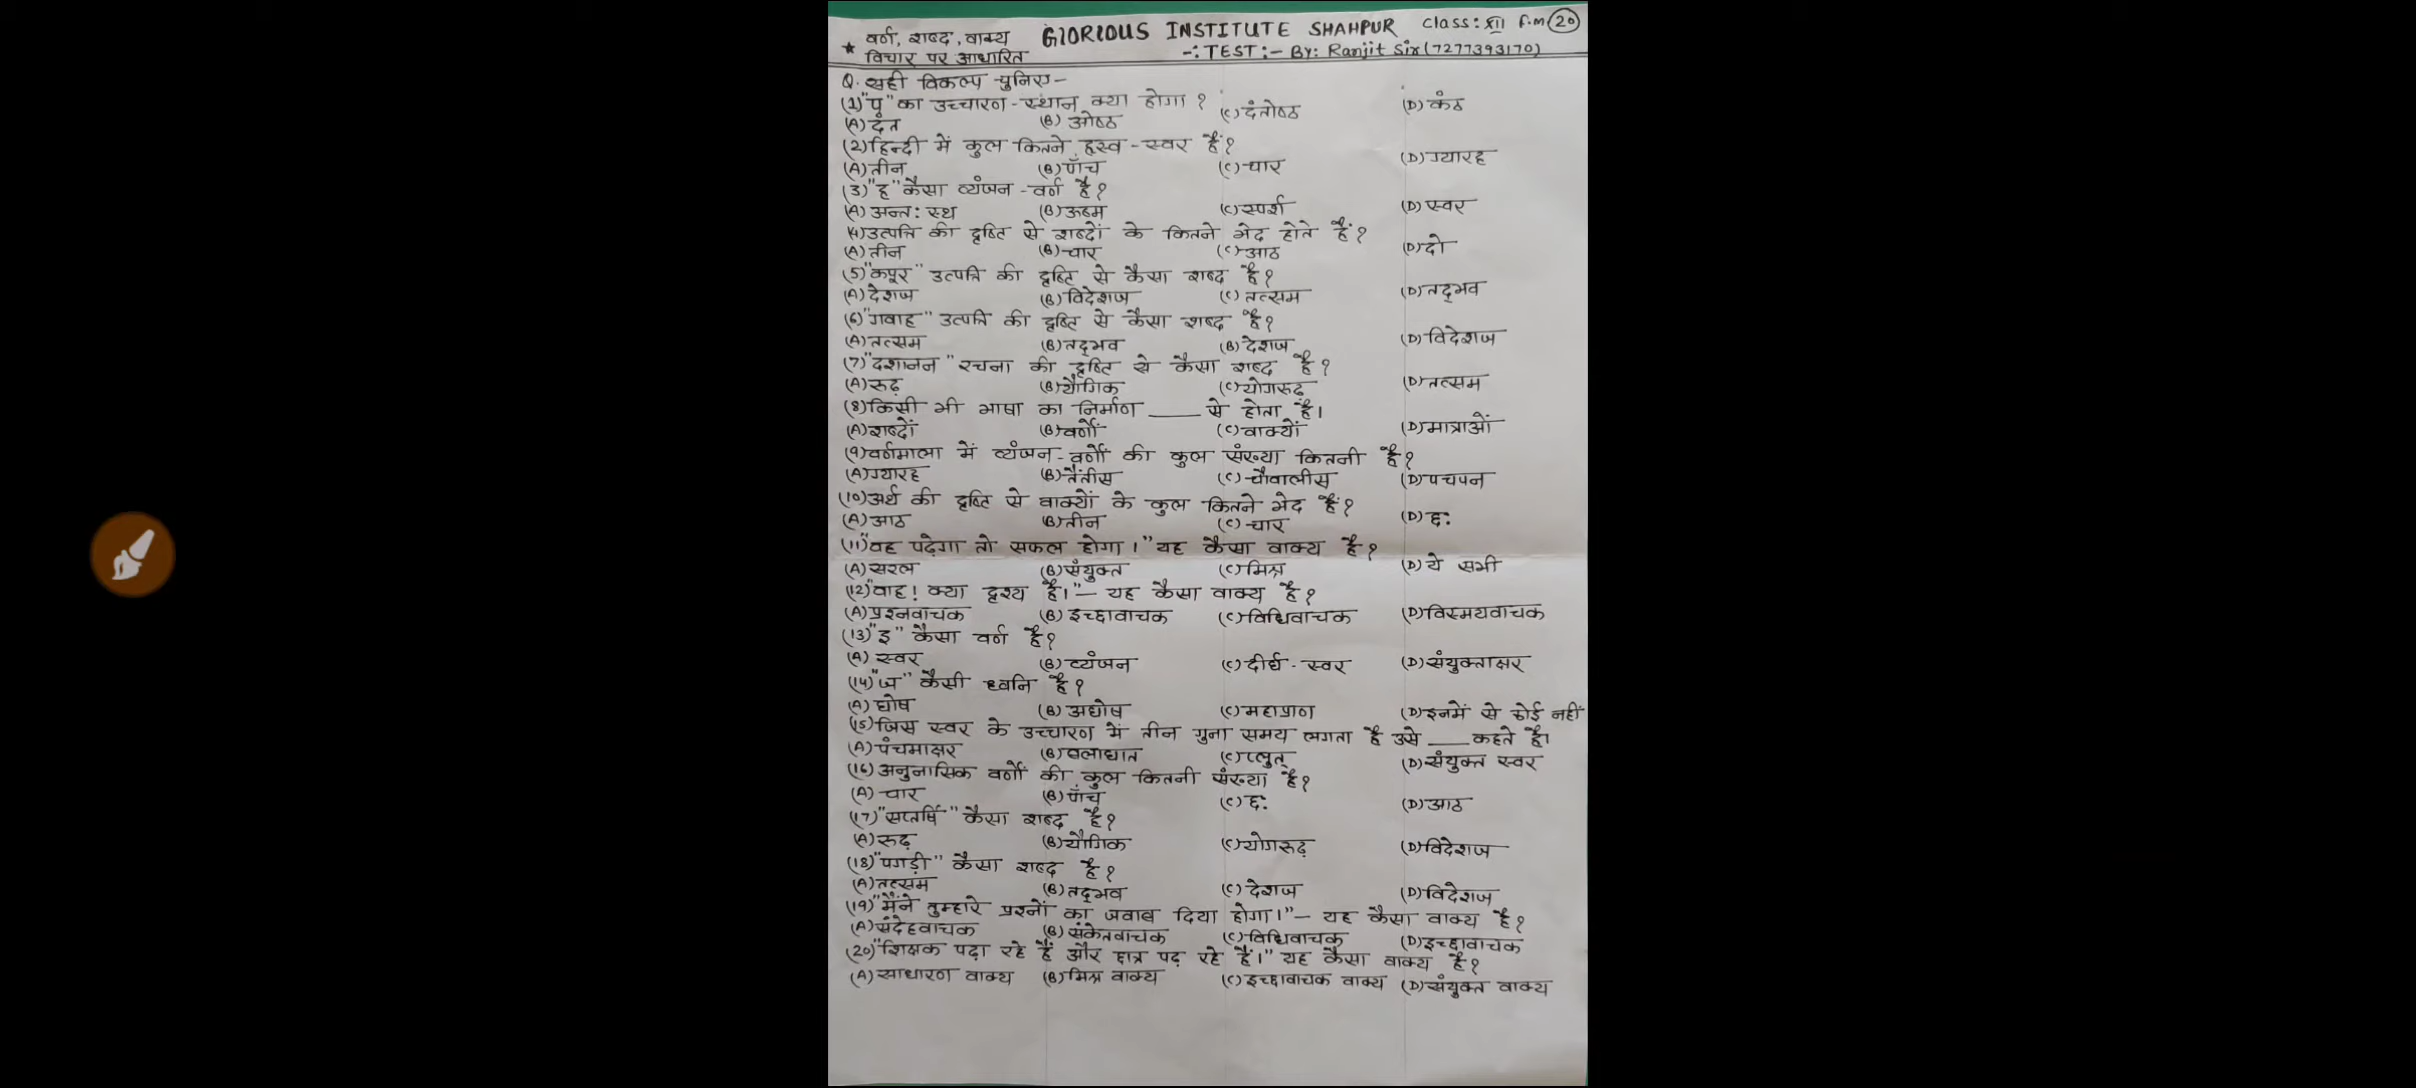 ★ वर्ण, शब्द, वाक्य विचार पर आधारित
GLORIOUS INSTITUTE SHAHPUR Class: XII F.M 20
-: TEST :- By: Ranjit Sir (7277393170)
Q. सही विकल्प चुनिए-
(1) "प" का उच्चारण-स्थान क्या होगा ?
(A) दंत (B) ओष्ठ (C) दंतोष्ठ (D) कंठ
(2) हिन्दी में कुल कितने ह्रस्व-स्वर हैं ?
(A) तीन (B) पाँच (C) चार (D) ग्यारह
(3) "ह" कैसा व्यंजन-वर्ण है ?
(A) अन्त: स्थ (B) ऊष्म (C) स्पर्श (D) स्वर
(4) उत्पत्ति की दृष्टि से शब्दों के कितने भेद होते हैं ?
(A) तीन (B) चार (C) आठ (D) दो
(5) "कपूर" उत्पत्ति की दृष्टि से कैसा शब्द है ?
(A) देशज (B) विदेशज (C) तत्सम (D) तद्भव
(6) "गवाह" उत्पत्ति की दृष्टि से कैसा शब्द है ?
(A) तत्सम (B) तद्भव (B) देशज (D) विदेशज
(7) "दशानन" रचना की दृष्टि से कैसा शब्द है ?
(A) रूढ़ (B) यौगिक (C) योगरूढ़ (D) तत्सम
(8) किसी भी भाषा का निर्माण ____ से होता है।
(A) शब्दों (B) वर्णों (C) वाक्यों (D) मात्राओं
(9) वर्णमाला में व्यंजन-वर्णों की कुल संख्या कितनी है ?
(A) ग्यारह (B) तैंतीस (C) चौवालीस (D) पचपन
(10) अर्थ की दृष्टि से वाक्यों के कुल कितने भेद हैं ?
(A) आठ (B) तीन (C) चार (D) छ:
(11) "वह पढ़ेगा तो सफल होगा।" यह कैसा वाक्य है ?
(A) सरल (B) संयुक्त (C) मिश्र (D) ये सभी
(12) "वाह! क्या दृश्य है।" — यह कैसा वाक्य है ?
(A) प्रश्नवाचक (B) इच्छावाचक (C) विधिवाचक (D) विस्मयवाचक
(13) "इ" कैसा वर्ण है ?
(A) स्वर (B) व्यंजन (C) दीर्घ-स्वर (D) संयुक्ताक्षर
(14) "ज" कैसी ध्वनि है ?
(A) घोष (B) अघोष (C) महाप्राण (D) इनमें से कोई नहीं
(15) जिस स्वर के उच्चारण में तीन गुना समय लगता है उसे ____ कहते है।
(A) पंचमाक्षर (B) बलाघात (C) प्लुत् (D) संयुक्त स्वर
(16) अनुनासिक वर्णों की कुल कितनी संख्या है ?
(A) चार (B) पाँच (C) छ: (D) आठ
(17) "सप्तर्षि" कैसा शब्द है ?
(A) रूढ़ (B) यौगिक (C) योगरूढ़ (D) विदेशज
(18) "पगड़ी" कैसा शब्द है ?
(A) तत्सम (B) तद्भव (C) देशज (D) विदेशज
(19) "मैंने तुम्हारे प्रश्नों का जवाब दिया होगा।" — यह कैसा वाक्य है ?
(A) संदेहवाचक (B) संकेतवाचक (C) विधिवाचक (D) इच्छावाचक
(20) "शिक्षक पढ़ा रहे हैं और छात्र पढ़ रहे हैं।" यह कैसा वाक्य है ?
(A) साधारण वाक्य (B) मिश्र वाक्य (C) इच्छावाचक वाक्य (D) संयुक्त वाक्य